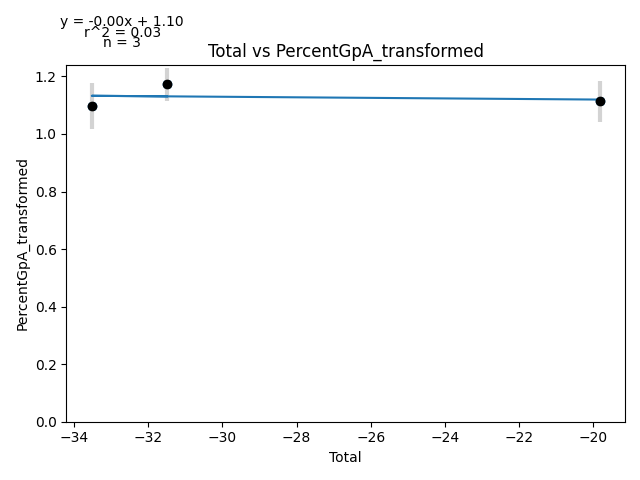 y = -0.00x + 1.10
r^2 = 0.03
n = 3
Total vs PercentGpA_transformed
PercentGpA_transformed
1.2
1.0
0.8
0.6
0.4
0.2
0.0
−34
−32
−30
−28
−26
−24
−22
−20
Total